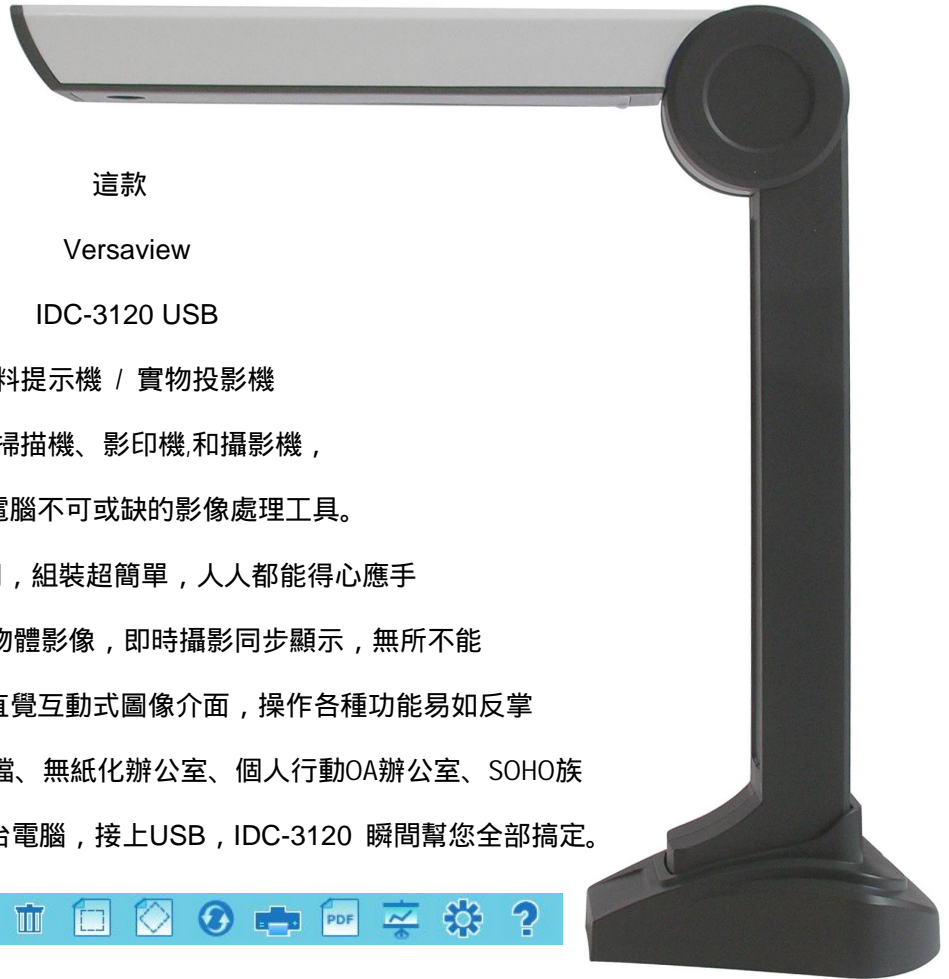 這款
Versaview
IDC-3120 USB
料提示機 / 實物投影機
掃描機、影印機,和攝影機，
電腦不可或缺的影像處理工具。
，組裝超簡單，人人都能得心應手
物體影像，即時攝影同步顯示，無所不能
直覺互動式圖像介面，操作各種功能易如反掌
檔、無紙化辦公室、個人行動OA辦公室、SOHO族
台電腦，接上USB，IDC-3120 瞬間幫您全部搞定。
PDF